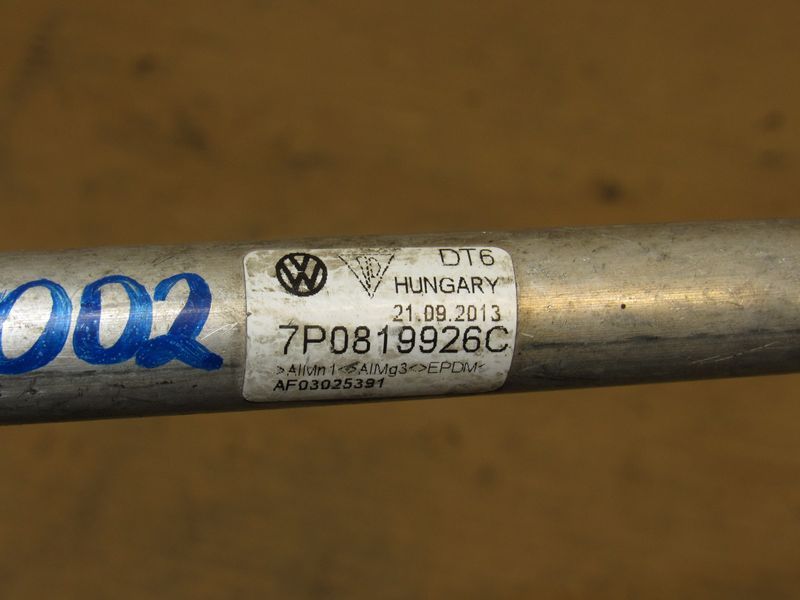 002
DT6
HUNGARY
21.09.2013
7P0819926C
>AlMn1<>AlMg3<>EPDM<
AF03025391